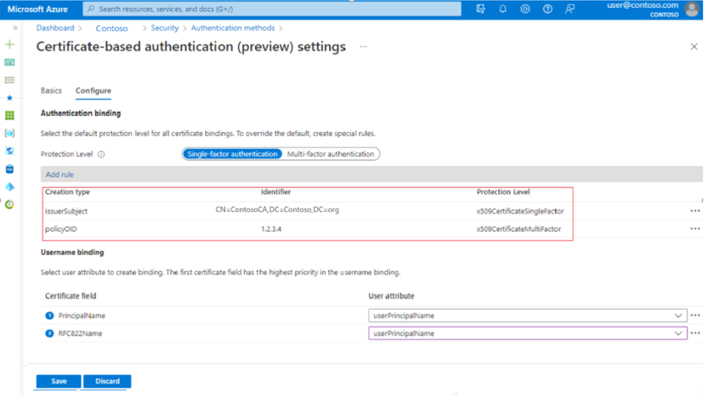 Microsoft Azure
Search resources, services, and docs (G+/)
user@contoso.com
CONTOSO
Dashboard > Contoso > Security > Authentication methods >
Certificate-based authentication (preview) settings ...
Basics Configure
Authentication binding
Select the default protection level for all certificate bindings. To override the default, create special rules.
Protection Level Single-factor authentication Multi-factor authentication
Add rule
Creation type Identifier Protection Level
issuerSubject CN=ContosoCA,DC=Contoso,DC=org x509CertificateSingleFactor
policyOID 1.2.3.4 x509CertificateMultiFactor
Username binding
Select user attribute to create binding. The first certificate field has the highest priority in the username binding.
Certificate field User attribute
1 PrincipalName userPrincipalName
2 RFC822Name userPrincipalName
Save Discard